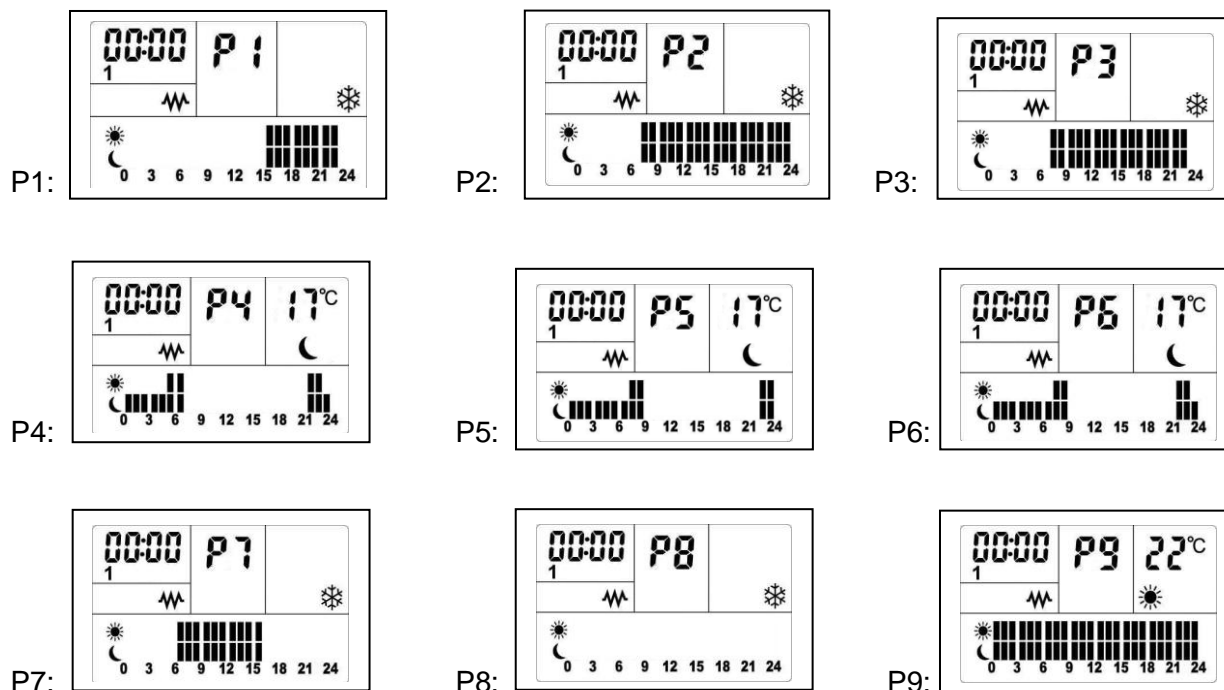 00:00 P1
1
0 3 6 9 12 15 18 21 24
P1:
00:00 P2
1
0 3 6 9 12 15 18 21 24
P2:
00:00 P3
1
0 3 6 9 12 15 18 21 24
P3:
00:00 P4 17°C
1
0 3 6 9 12 15 18 21 24
P4:
00:00 P5 17°C
1
0 3 6 9 12 15 18 21 24
P5:
00:00 P6 17°C
1
0 3 6 9 12 15 18 21 24
P6:
00:00 P7
1
0 3 6 9 12 15 18 21 24
P7:
00:00 P8
1
0 3 6 9 12 15 18 21 24
P8:
00:00 P9 22°C
1
0 3 6 9 12 15 18 21 24
P9: